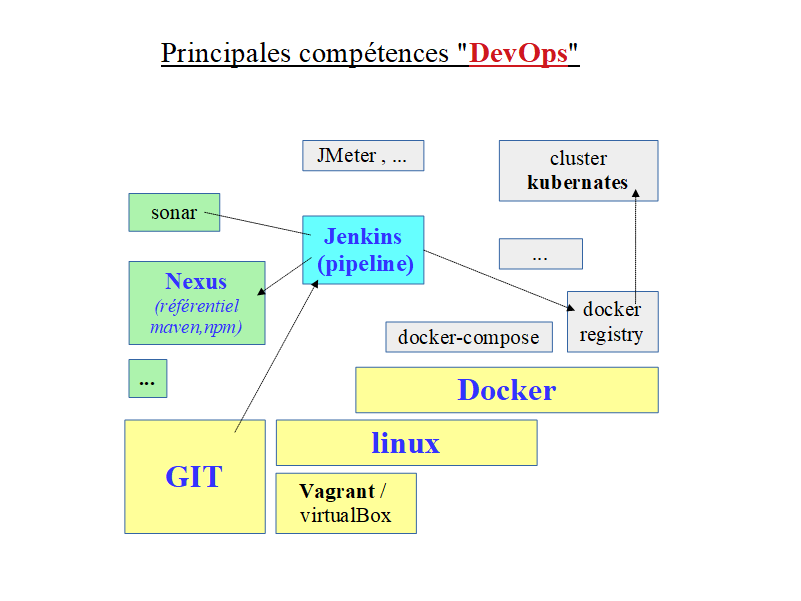 Principales compétences "DevOps"
JMeter , ...
cluster
kubernates
sonar
Jenkins
(pipeline)
...
Nexus
(référentiel
maven,npm)
docker
registry
docker-compose
...
Docker
GIT
linux
Vagrant /
virtualBox